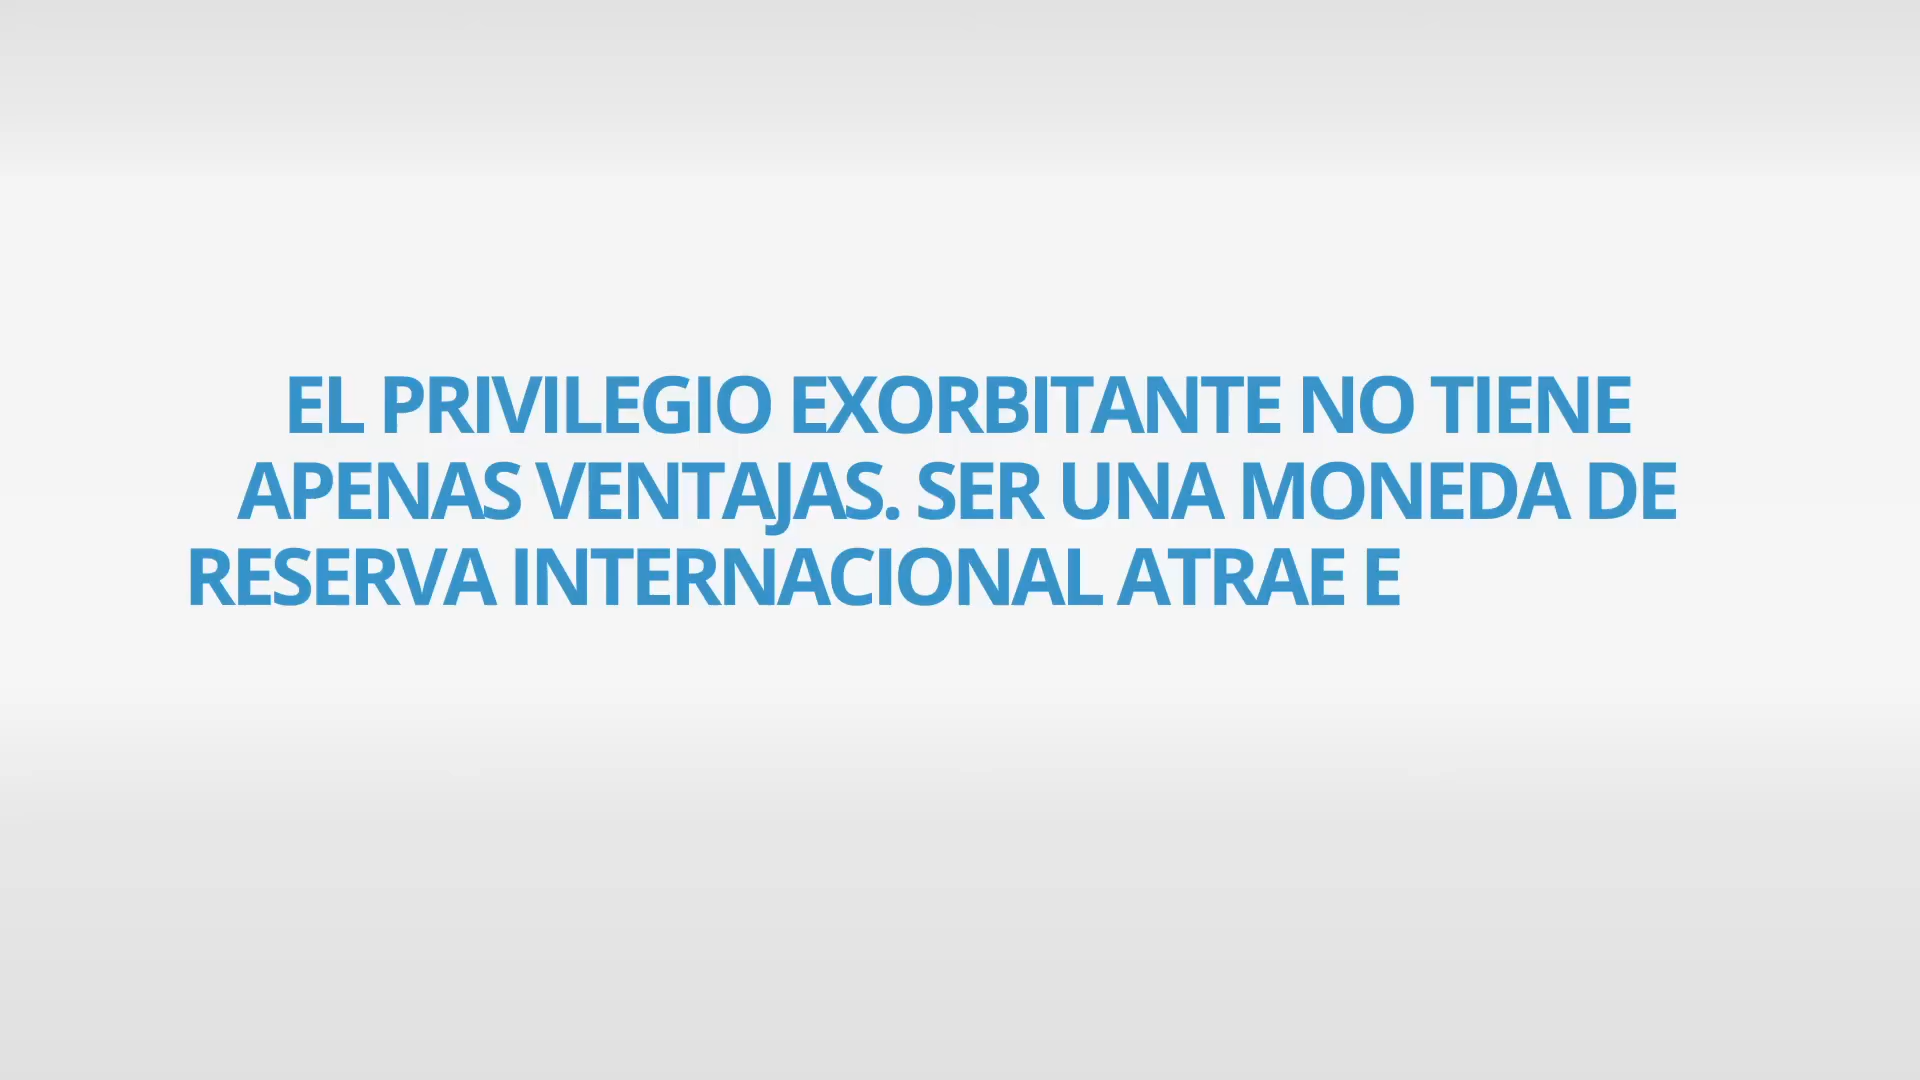 EL PRIVILEGIO EXORBITANTE NO TIENE
APENAS VENTAJAS. SER UNA MONEDA DE
RESERVA INTERNACIONAL ATRAE E